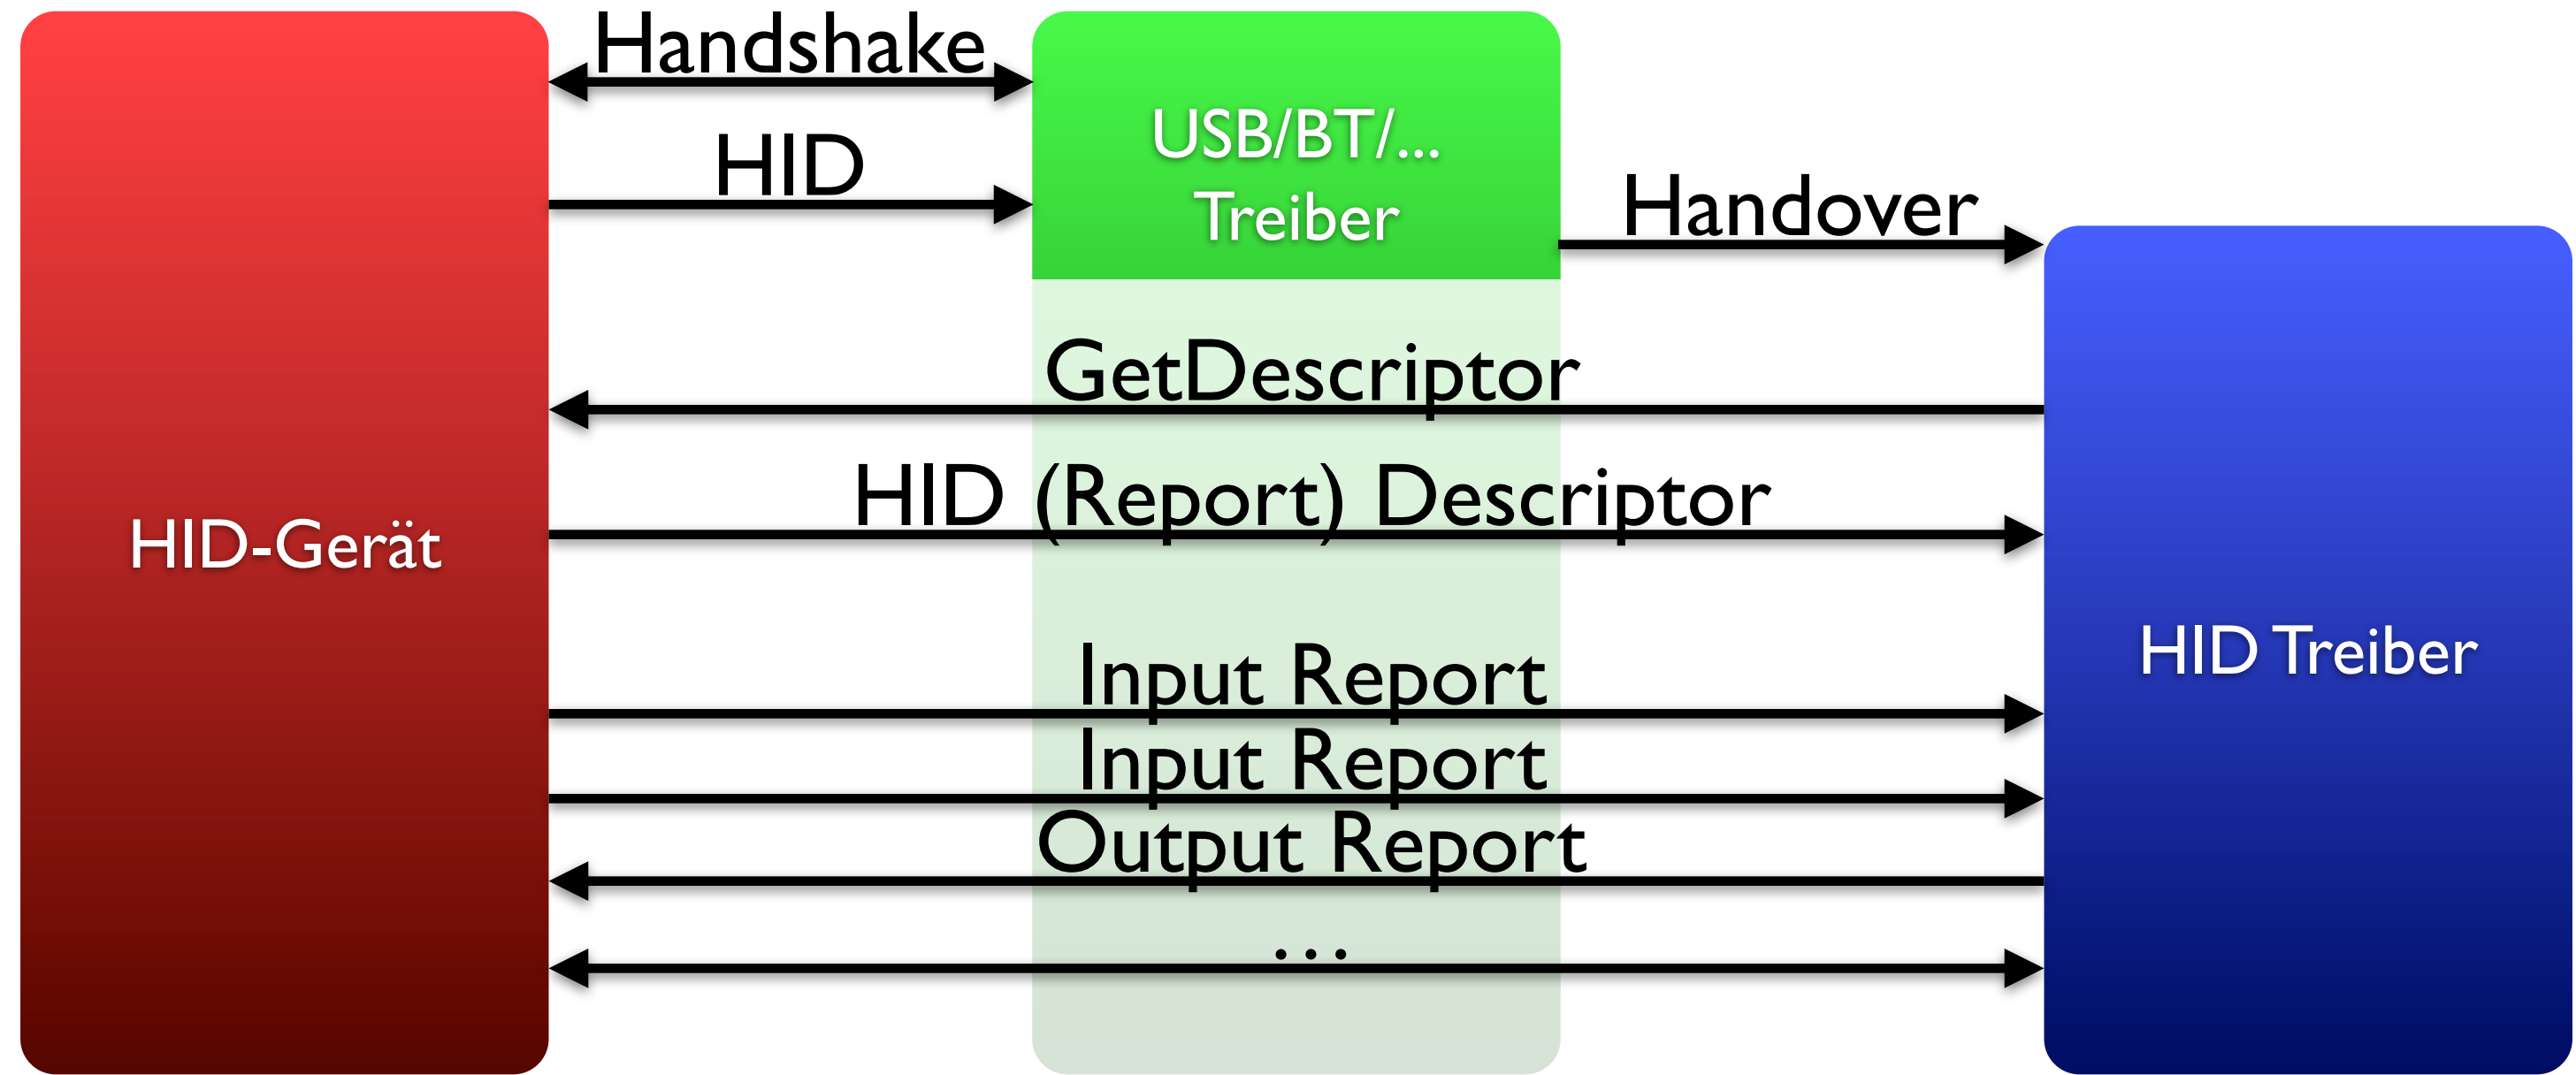 Handshake
HID
USB/BT/...
Treiber
Handover
GetDescriptor
HID (Report) Descriptor
HID-Gerät
Input Report
HID Treiber
Input Report
Output Report
...